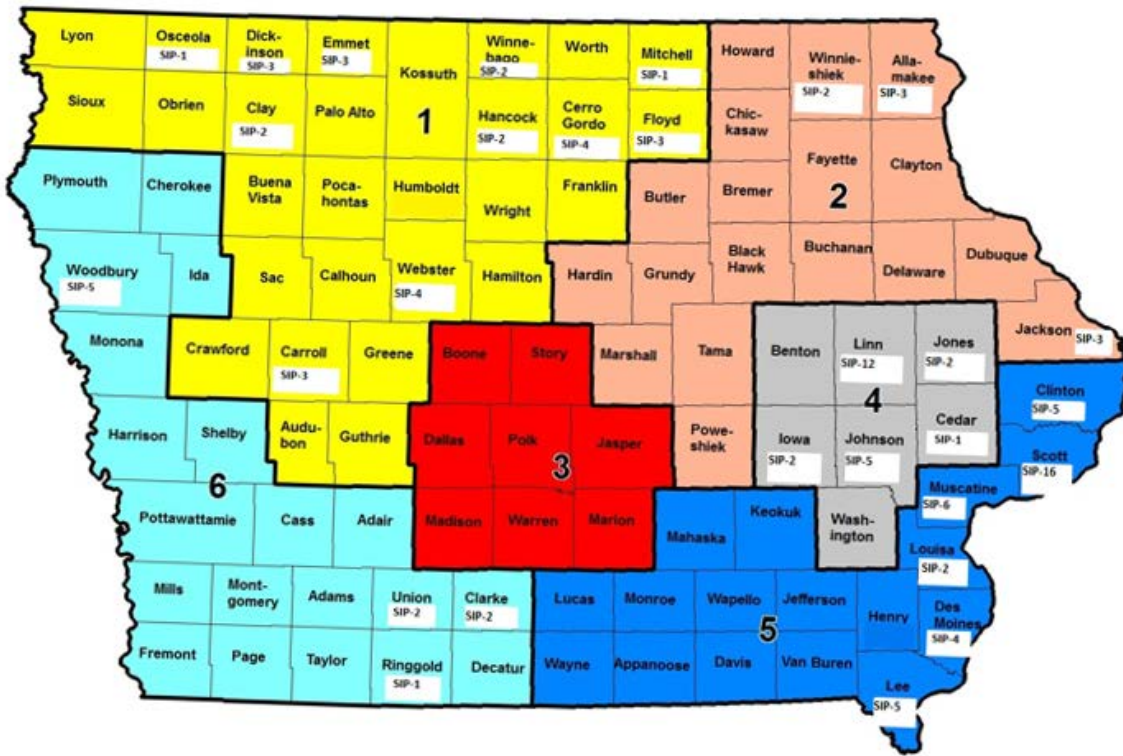 Lyon
Osceola
SIP-1
Dick-
inson
SIP-3
Emmet
SIP-3
Kossuth
Winne-
bago
SIP-2
Worth
Mitchell
SIP-1
Howard
Winnie-
shiek
SIP-2
Alla-
makee
SIP-3
Sioux
Obrien
Clay
SIP-2
Palo Alto
1
Hancock
SIP-2
Cerro
Gordo
SIP-4
Floyd
SIP-3
Chic-
kasaw
Fayette
2
Clayton
Plymouth
Cherokee
Buena
Vista
Poca-
hontas
Humboldt
Wright
Franklin
Butler
Bremer
Woodbury
SIP-5
Ida
Sac
Calhoun
Webster
SIP-4
Hamilton
Hardin
Grundy
Black
Hawk
Buchanan
Delaware
Dubuque
Monona
Crawford
Carroll
SIP-3
Greene
Boone
Story
Marshall
Tama
Benton
Linn
SIP-12
Jones
SIP-2
Jackson
SIP-3
4
Harrison
Shelby
Audu-
bon
Guthrie
Dallas
Polk
Jasper
3
Powe-
shiek
Iowa
SIP-2
Johnson
SIP-5
Cedar
SIP-1
Clinton
SIP-5
Scott
SIP-16
6
Pottawattamie
Cass
Adair
Madison
Warren
Marion
Mahaska
Keokuk
Wash-
ington
Muscatine
SIP-6
Louisa
SIP-2
Mills
Mont-
gomery
Adams
Union
SIP-2
Clarke
SIP-2
Lucas
Monroe
Wapello
Jefferson
Henry
Des
Moines
SIP-4
5
Fremont
Page
Taylor
Ringgold
SIP-1
Decatur
Wayne
Appanoose
Davis
Van Buren
Lee
SIP-5